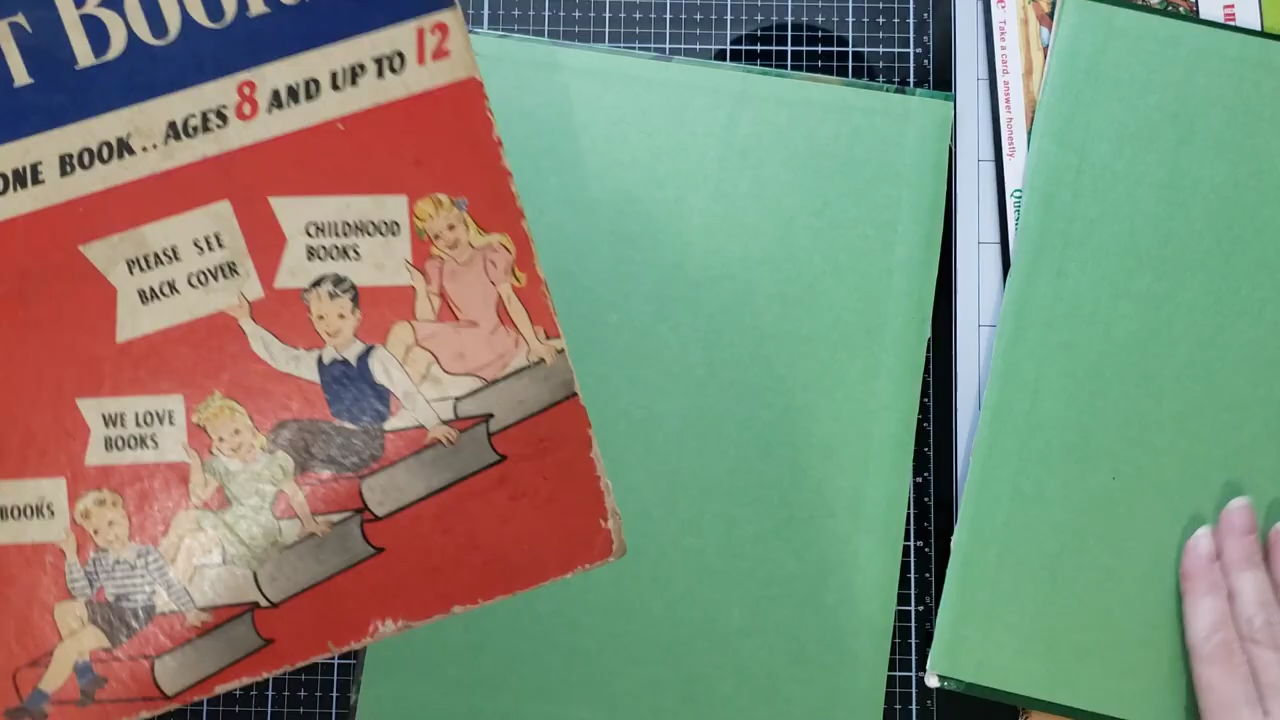 T BOOK
ONE BOOK.. AGES 8 AND UP TO 12
PLEASE SEE
BACK COVER
CHILDHOOD
BOOKS
WE LOVE
BOOKS
BOOKS
Take a card, answer honestly.